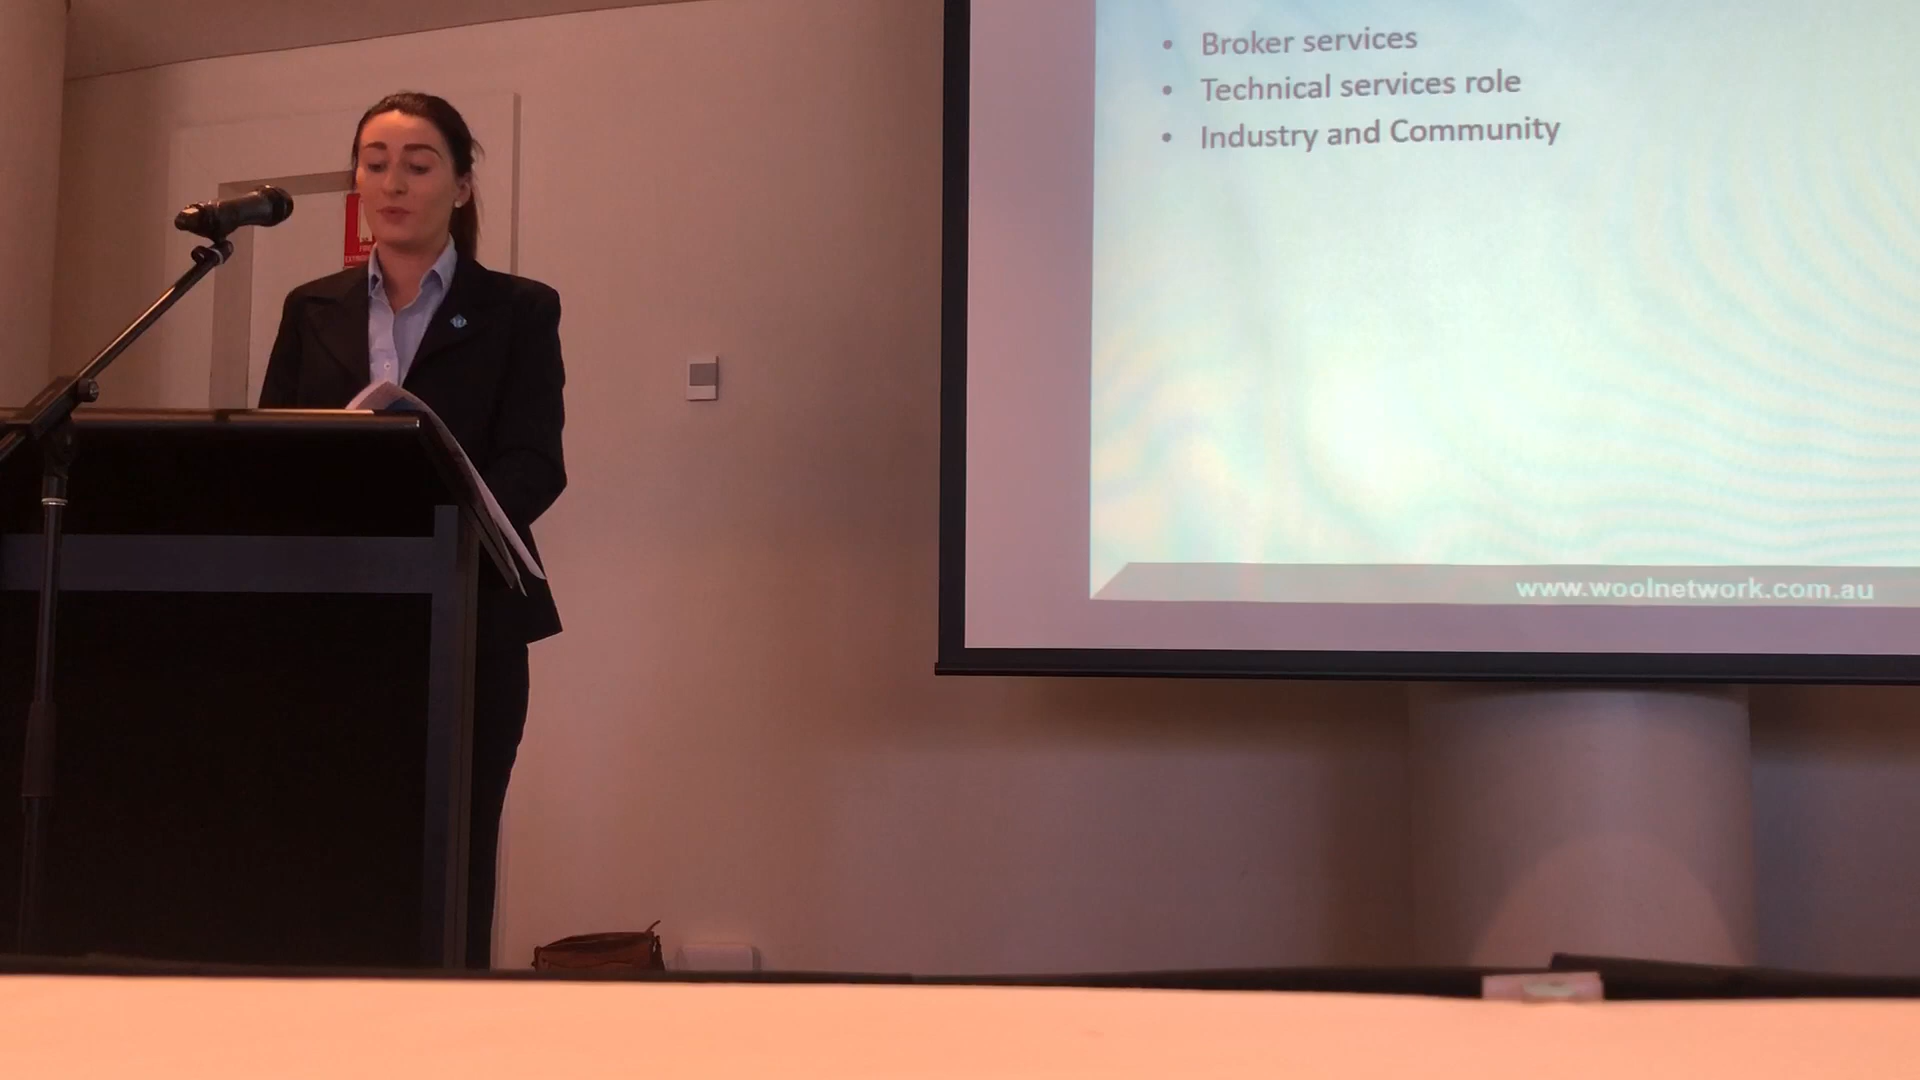 • Broker services
• Technical services role
• Industry and Community
www.woolnetwork.com.au